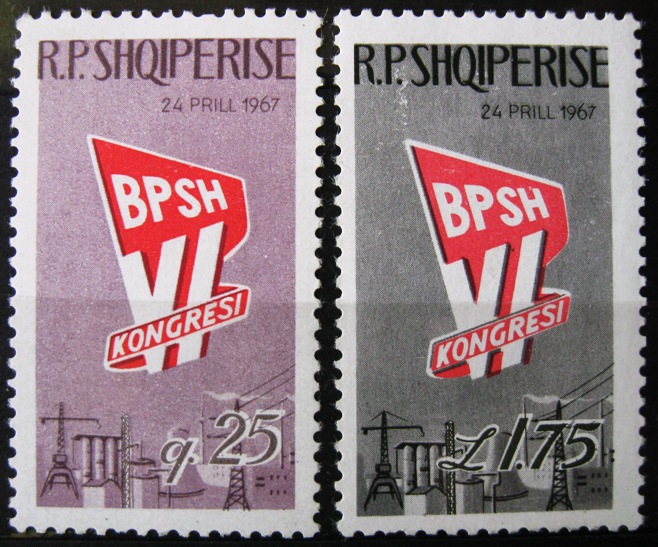 R.P.SHQIPERISE
24 PRILL 1967
BPSH
VI
KONGRESI
q. 25
R.P.SHQIPERISE
24 PRILL 1967
BPSH
VI
KONGRESI
L 1.75